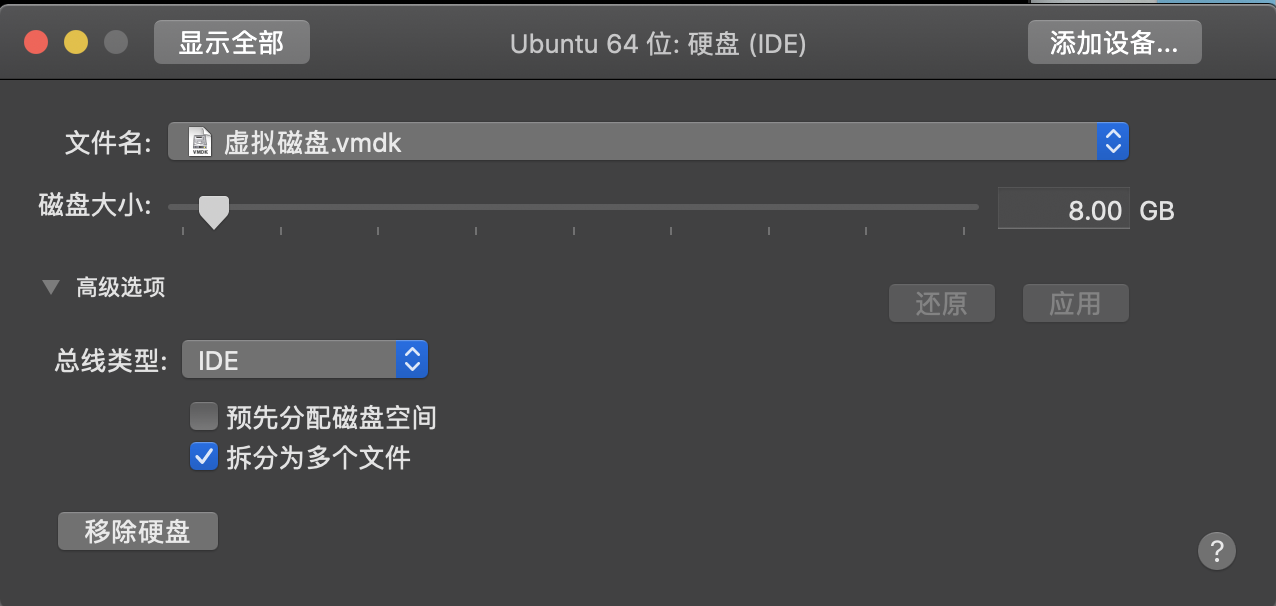 显示全部
Ubuntu 64 位: 硬盘 (IDE)
添加设备...
文件名:
虚拟磁盘.vmdk
磁盘大小:
8.00 GB
高级选项
还原
应用
总线类型:
IDE
预先分配磁盘空间
拆分为多个文件
移除硬盘
?